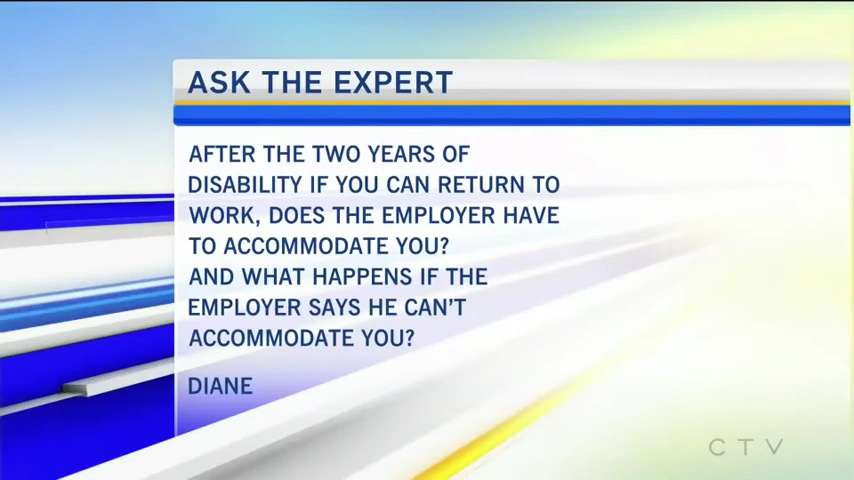 ASK THE EXPERT
AFTER THE TWO YEARS OF
DISABILITY IF YOU CAN RETURN TO
WORK, DOES THE EMPLOYER HAVE
TO ACCOMMODATE YOU?
AND WHAT HAPPENS IF THE
EMPLOYER SAYS HE CAN'T
ACCOMMODATE YOU?
DIANE
CTV